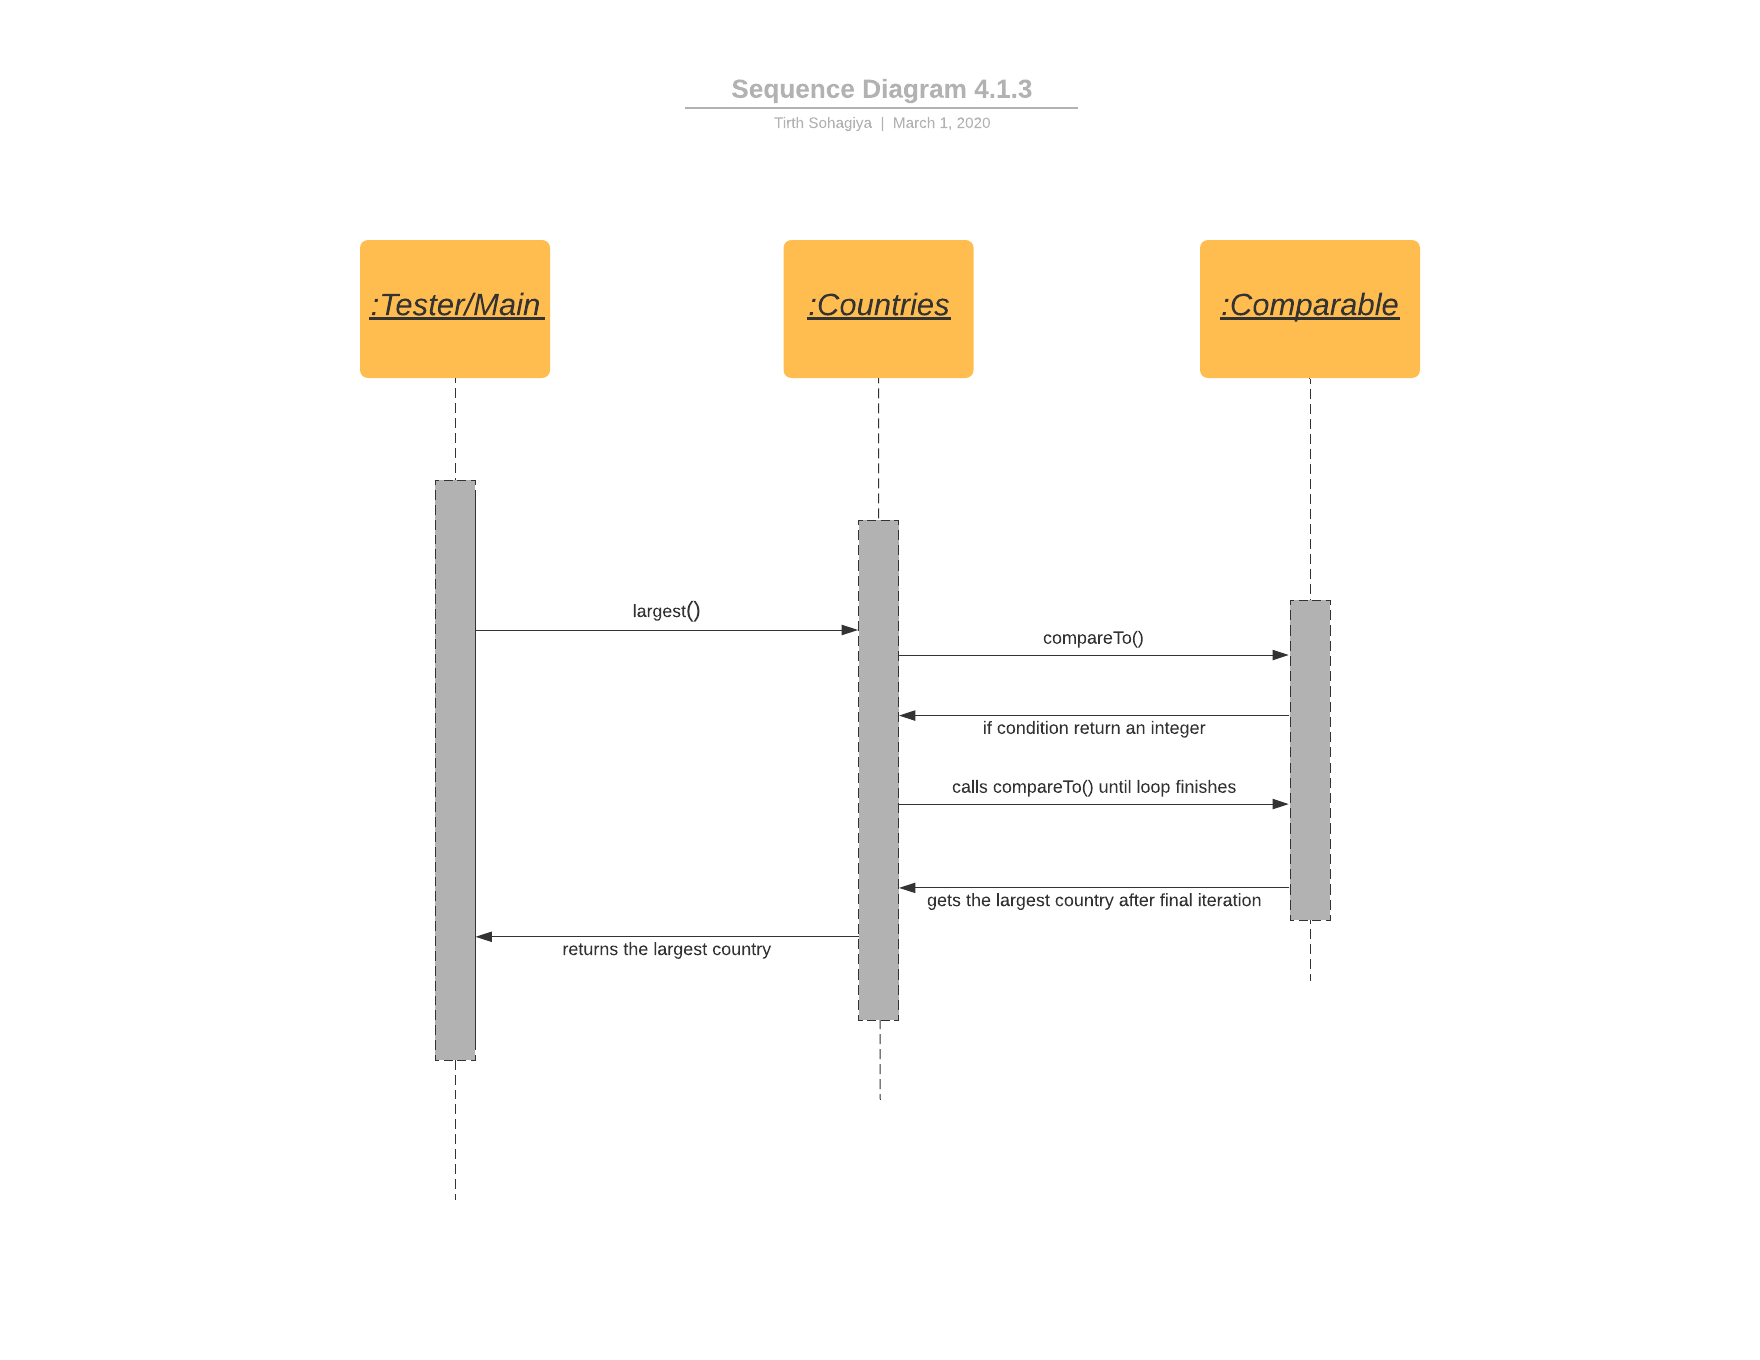 Sequence Diagram 4.1.3
Tirth Sohagiya | March 1, 2020
:Tester/Main
:Countries
:Comparable
largest()
compareTo()
if condition return an integer
calls compareTo() until loop finishes
gets the largest country after final iteration
returns the largest country